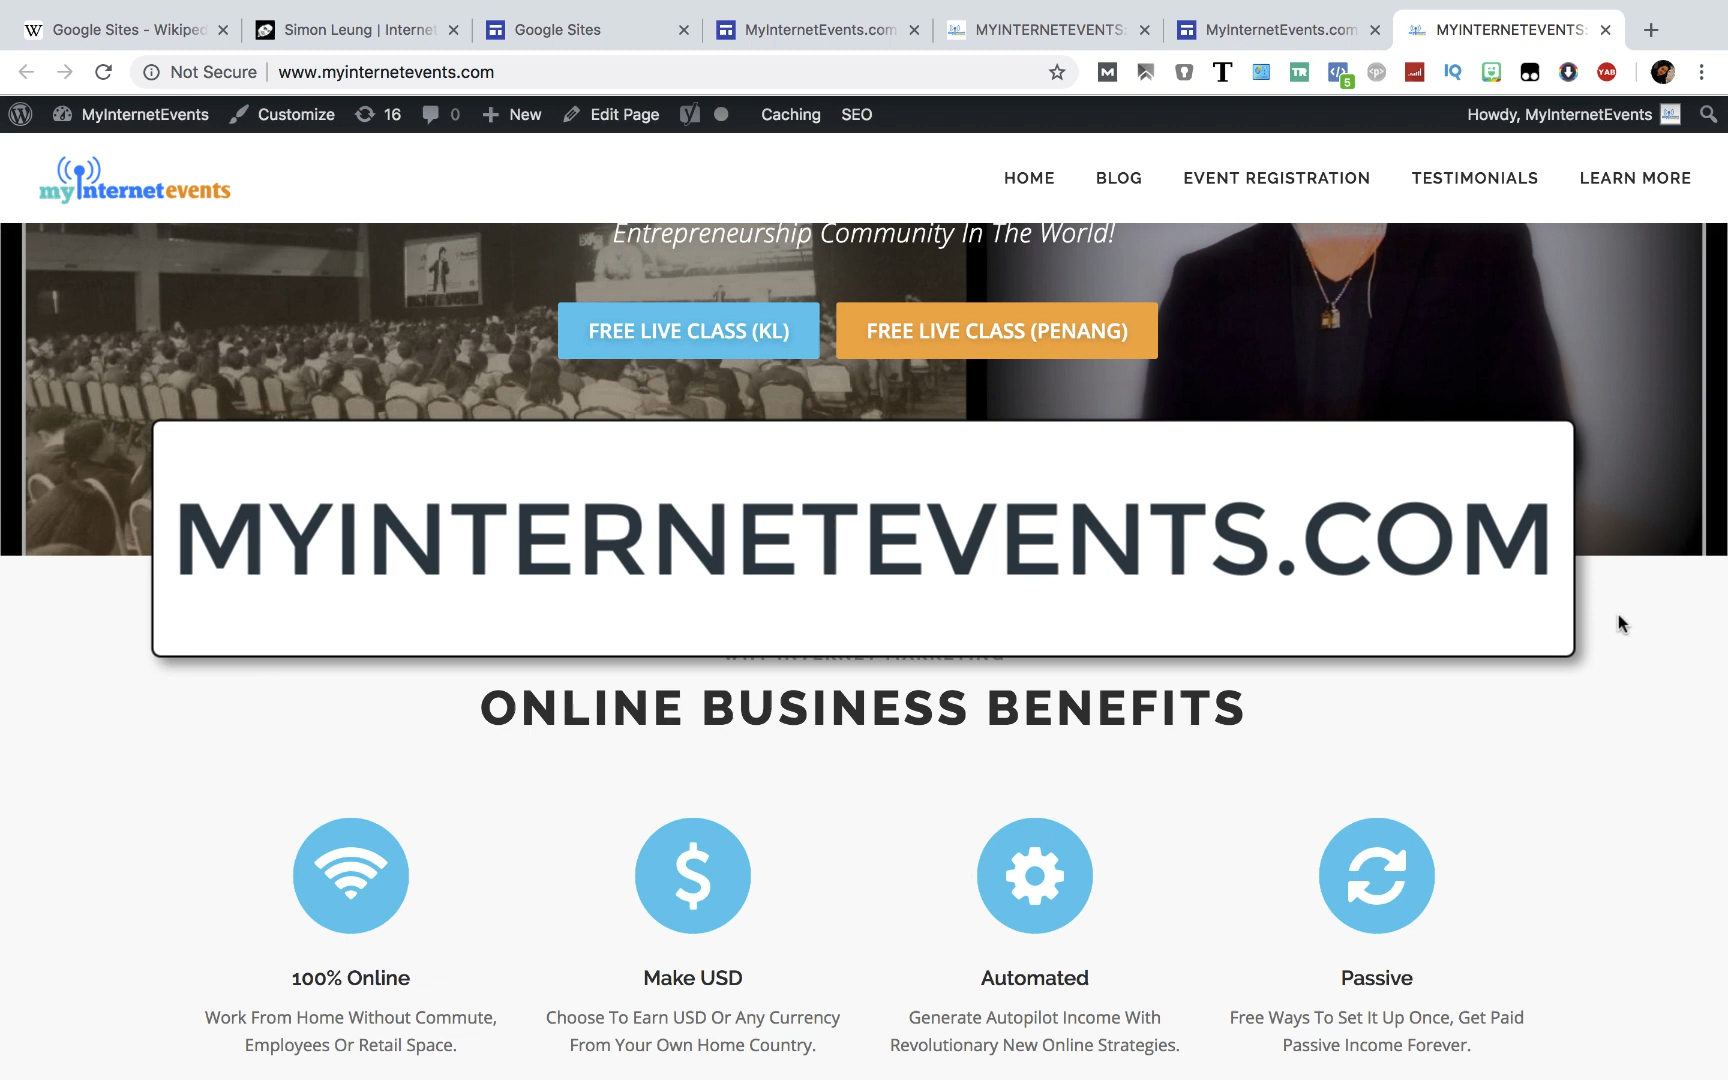 Google Sites - Wikiped
Simon Leung | Internet
Google Sites
MyInternetEvents.com
MYINTERNETEVENTS:
MyInternetEvents.com
MYINTERNETEVENTS:
Not Secure
www.myinternetevents.com
T
TR
5
IQ
YAB
MyInternetEvents
Customize
16
0
New
Edit Page
Caching
SEO
Howdy, MyInternetEvents
myinternetevents
HOME
BLOG
EVENT REGISTRATION
TESTIMONIALS
LEARN MORE
Entrepreneurship Community In The World!
FREE LIVE CLASS (KL)
FREE LIVE CLASS (PENANG)
MYINTERNETEVENTS.COM
ONLINE BUSINESS BENEFITS
100% Online
Work From Home Without Commute,
Employees Or Retail Space.
Make USD
Choose To Earn USD Or Any Currency
From Your Own Home Country.
Automated
Generate Autopilot Income With
Revolutionary New Online Strategies.
Passive
Free Ways To Set It Up Once, Get Paid
Passive Income Forever.